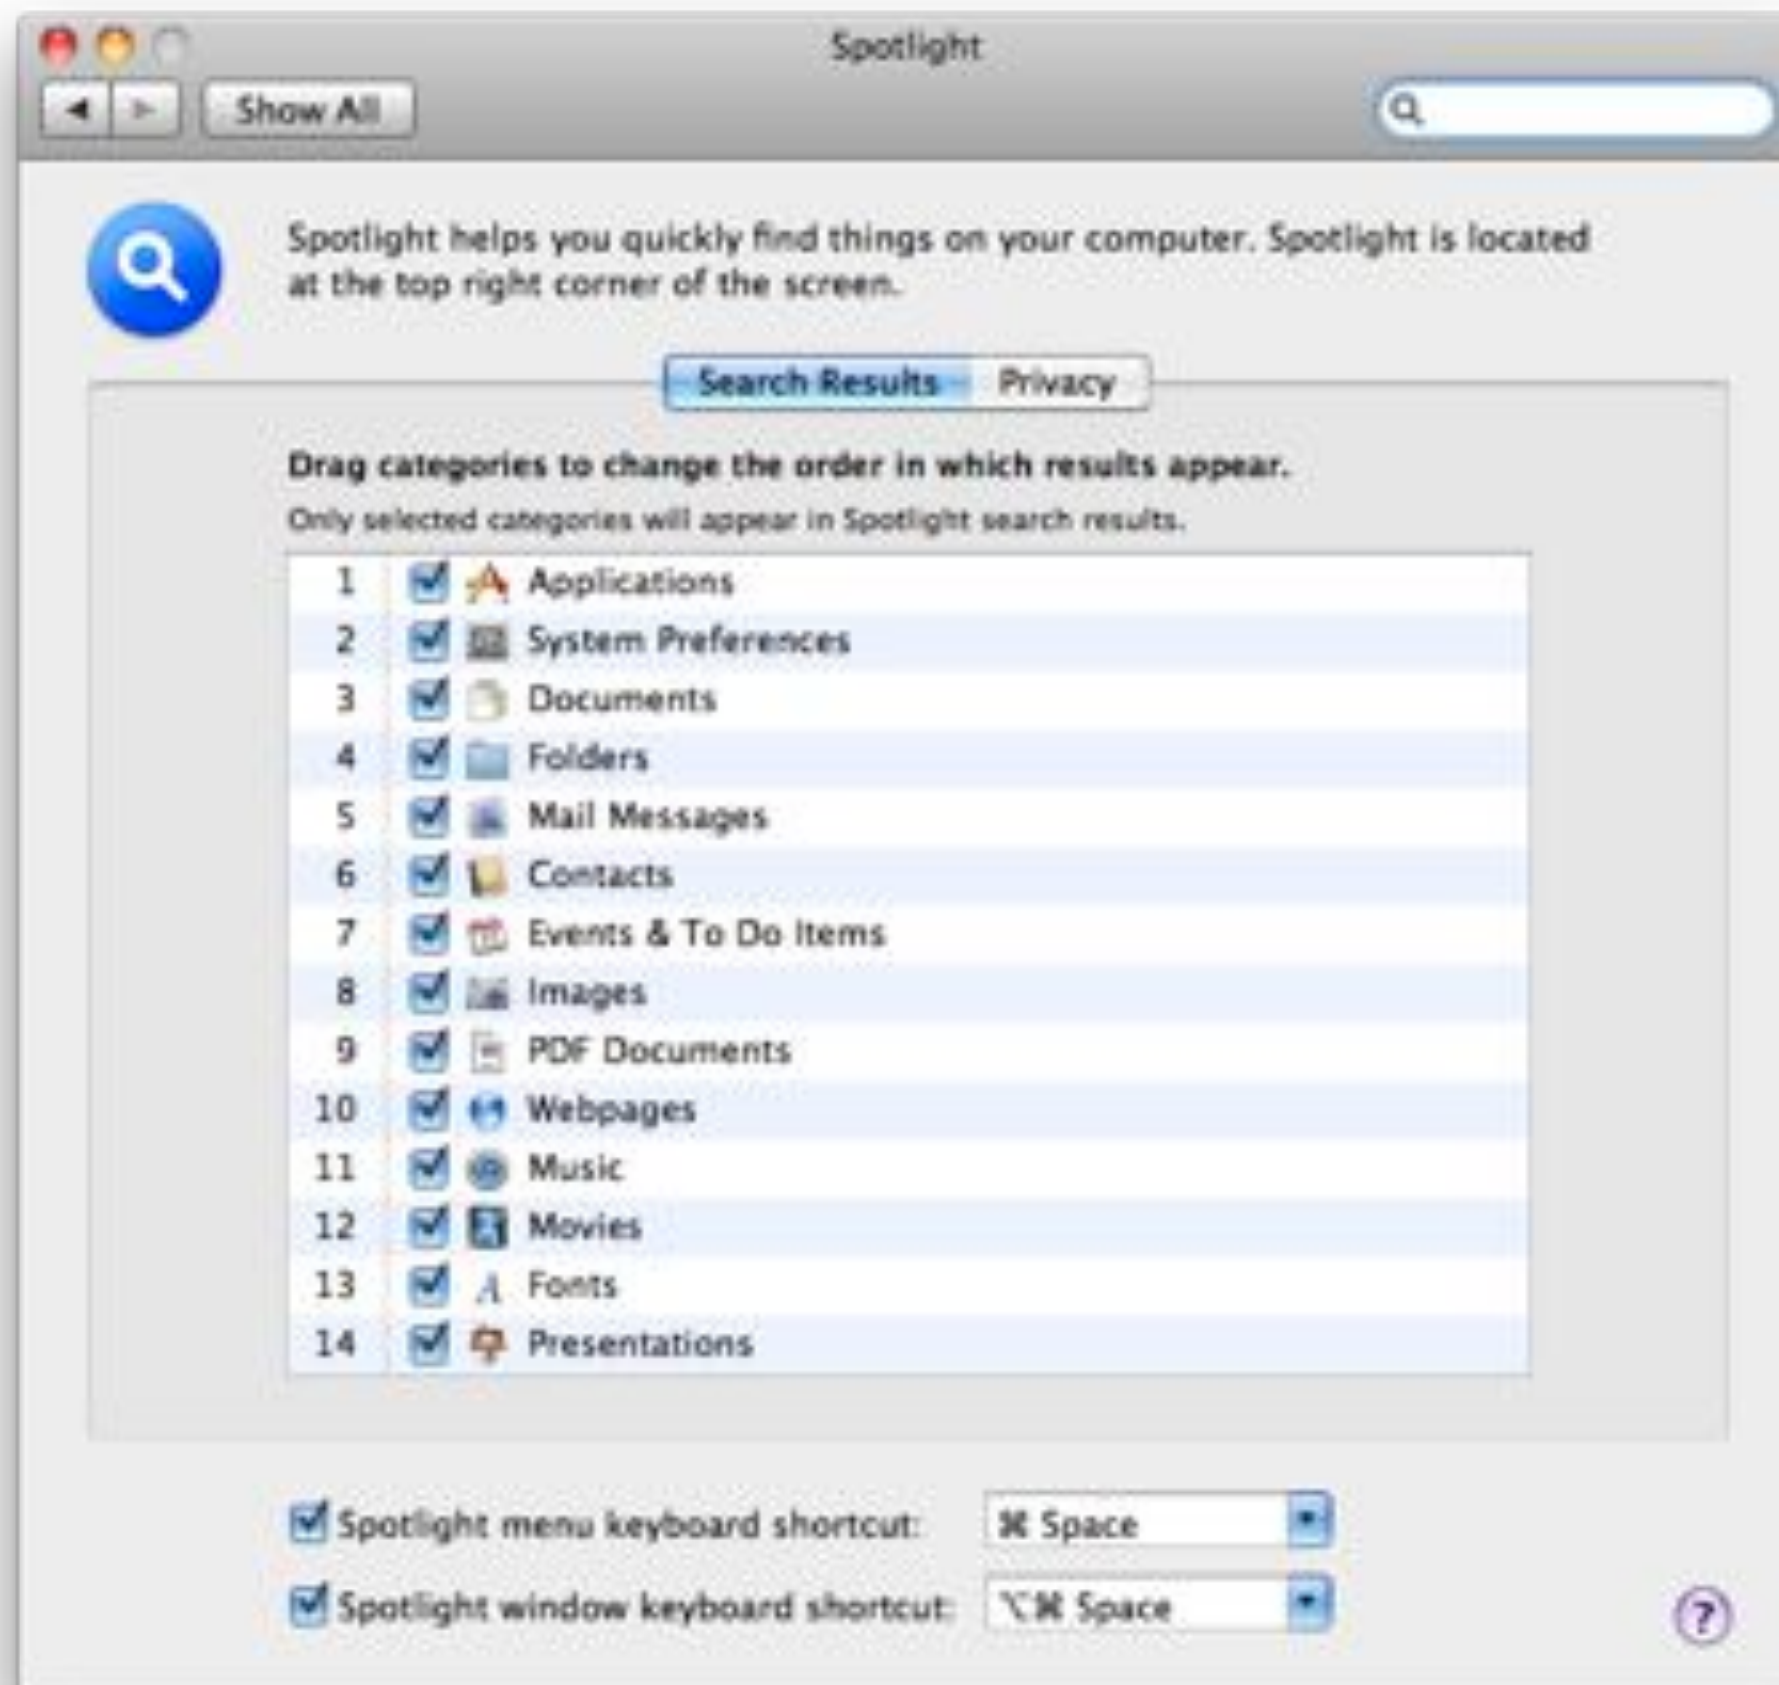 Spotlight
Show All
Spotlight helps you quickly find things on your computer. Spotlight is located
at the top right corner of the screen.
Search Results Privacy
Drag categories to change the order in which results appear.
Only selected categories will appear in Spotlight search results.
1 Applications
2 System Preferences
3 Documents
4 Folders
5 Mail Messages
6 Contacts
7 Events & To Do Items
8 Images
9 PDF Documents
10 Webpages
11 Music
12 Movies
13 Fonts
14 Presentations
Spotlight menu keyboard shortcut: ⌘ Space
Spotlight window keyboard shortcut: ⌥⌘ Space
?